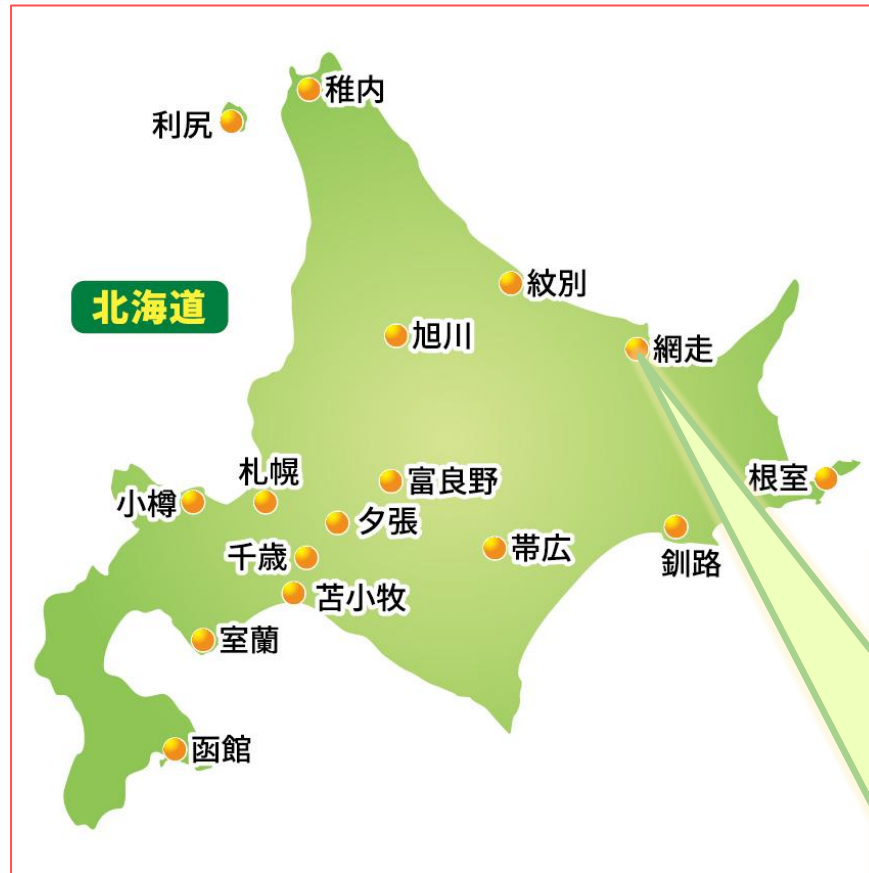 稚内
利尻
紋別
北海道
旭川
網走
札幌
富良野
根室
小樽
夕張
帯広
千歳
釧路
苫小牧
室蘭
函館